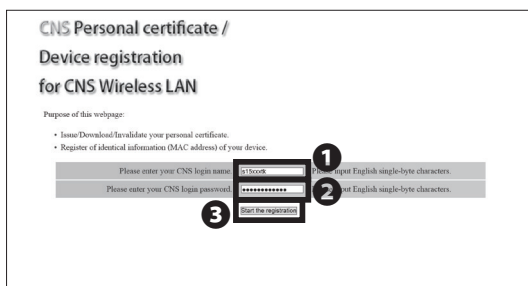 CNS Personal certificate /
Device registration
for CNS Wireless LAN
Purpose of this webpage:
• Issue/Download/Invalidate your personal certificate.
• Register of identical information (MAC address) of your device.
1
Please enter your CNS login name. Please input English single-byte characters.
Please enter your CNS login password. •••••••••••• 2 input English single-byte characters.
3 Start the registration